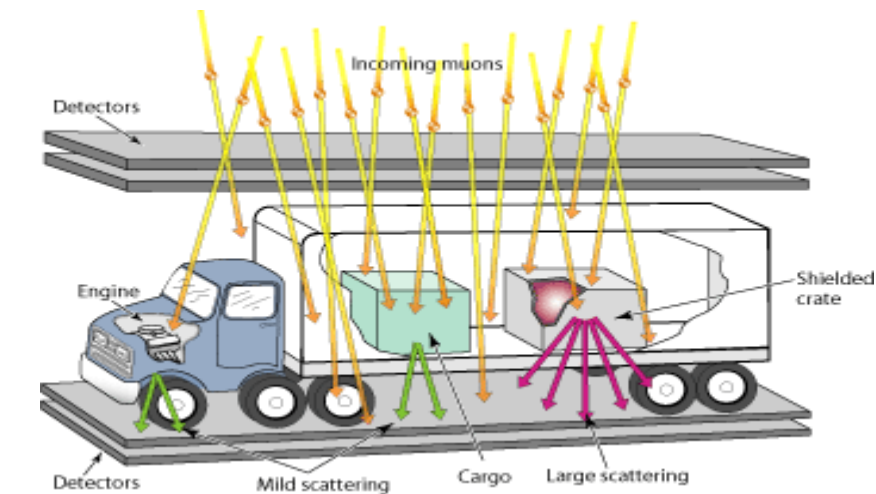 Incoming muons
Detectors
Engine
Shielded
crate
Detectors
Mild scattering
Cargo
Large scattering